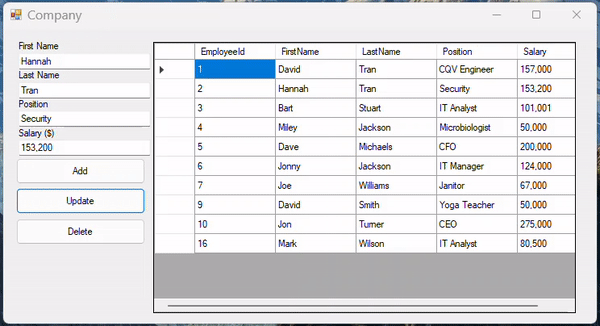 Company
First Name
Hannah
Last Name
Tran
Position
Security
Salary ($)
153,200
Add
Update
Delete
EmployeeId FirstName LastName Position Salary
1 David Tran CQV Engineer 157,000
2 Hannah Tran Security 153,200
3 Bart Stuart IT Analyst 101,001
4 Miley Jackson Microbiologist 50,000
5 Dave Michaels CFO 200,000
6 Jonny Jackson IT Manager 124,000
7 Joe Williams Janitor 67,000
9 David Smith Yoga Teacher 50,000
10 Jon Turner CEO 275,000
16 Mark Wilson IT Analyst 80,500